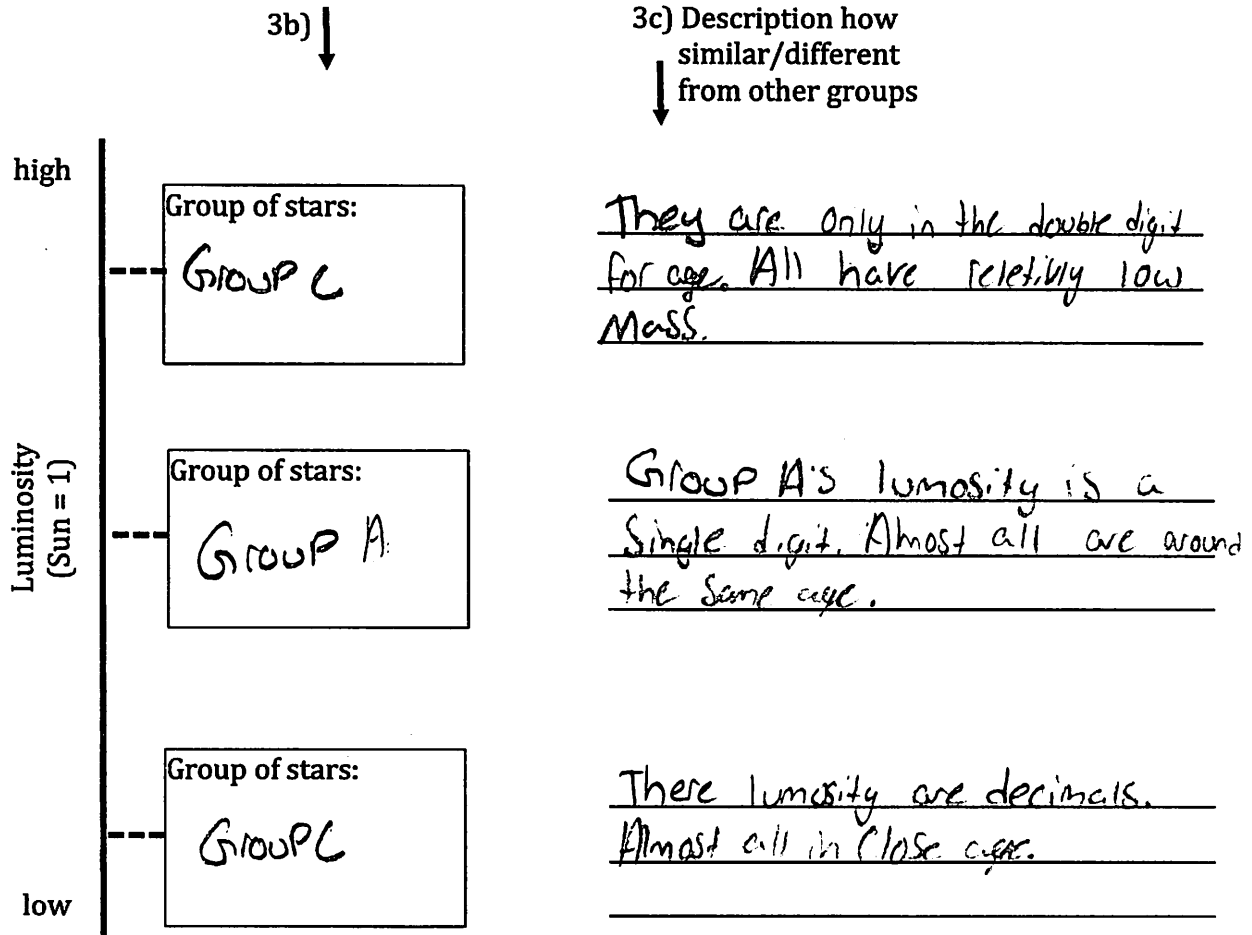 3b)
3c) Description how
similar/different
from other groups
high
Group of stars:
Group C
They are only in the double digit
for age. All have reletivly low
Mass.
Luminosity
(Sun = 1)
Group of stars:
Group A
Group A's lumosity is a
Single digit. Almost all are around
the same age.
Group of stars:
Group C
There lumosity are decimals.
Almost all in Close age.
low